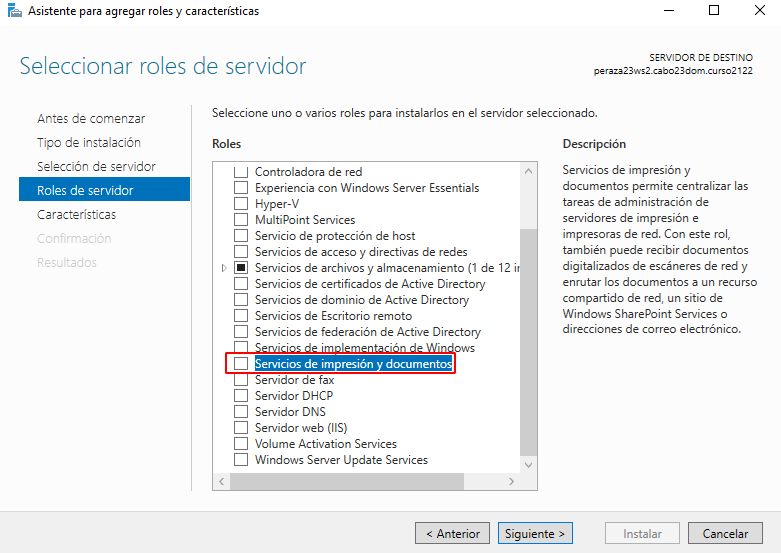 Asistente para agregar roles y características
Seleccionar roles de servidor
SERVIDOR DE DESTINO
peraza23ws2.cabo23dom.curso2122
Antes de comenzar
Tipo de instalación
Selección de servidor
Roles de servidor
Características
Confirmación
Resultados
Seleccione uno o varios roles para instalarlos en el servidor seleccionado.
Roles
Controladora de red
Experiencia con Windows Server Essentials
Hyper-V
MultiPoint Services
Servicio de protección de host
Servicios de acceso y directivas de redes
Servicios de archivos y almacenamiento (1 de 12 in
Servicios de certificados de Active Directory
Servicios de dominio de Active Directory
Servicios de Escritorio remoto
Servicios de federación de Active Directory
Servicios de implementación de Windows
Servicios de impresión y documentos
Servidor de fax
Servidor DHCP
Servidor DNS
Servidor web (IIS)
Volume Activation Services
Windows Server Update Services
Descripción
Servicios de impresión y
documentos permite centralizar las
tareas de administración de
servidores de impresión e
impresoras de red. Con este rol,
también puede recibir documentos
digitalizados de escáneres de red y
enrutar los documentos a un recurso
compartido de red, un sitio de
Windows SharePoint Services o
direcciones de correo electrónico.
< Anterior
Siguiente >
Instalar
Cancelar